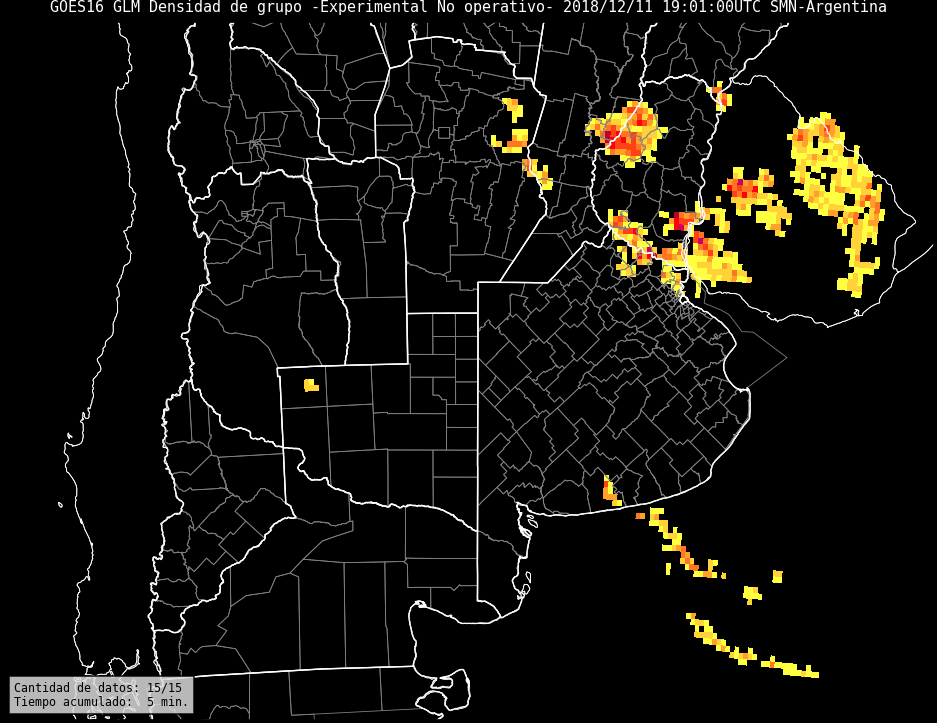 GOES16 GLM Densidad de grupo -Experimental No operativo- 2018/12/11 19:01:00UTC SMN-Argentina
Cantidad de datos: 15/15
Tiempo acumulado:  5 min.